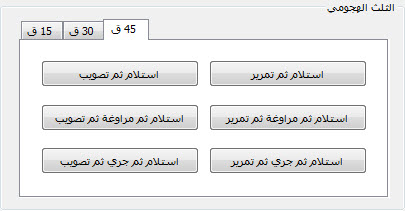 الثلث الهجومي
45 ق 30 ق 15 ق
استلام ثم تمرير استلام ثم تصويب
استلام ثم مراوغة ثم تمرير استلام ثم مراوغة ثم تصويب
استلام ثم جري ثم تمرير استلام ثم جري ثم تصويب